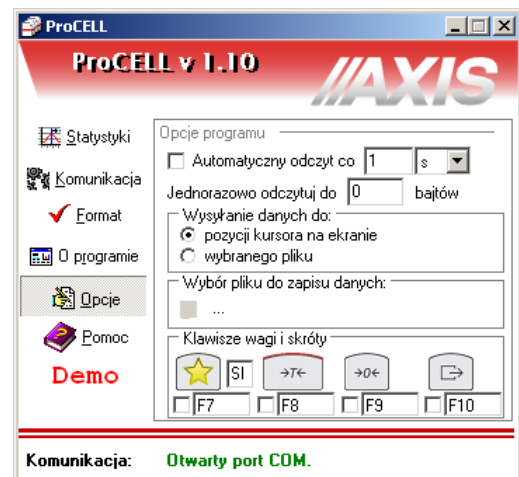 ProCELL
ProCELL v 1.10
//AXIS
Statystyki
Komunikacja
Format
O programie
Opcje
Pomoc
Demo
Opcje programu
Automatyczny odczyt co 1 s
Jednorazowo odczytuj do 0 bajtów
Wysyłanie danych do:
pozycji kursora na ekranie
wybranego pliku
Wybór pliku do zapisu danych:
...
Klawisze wagi i skróty
SI →T← →0←
F7 F8 F9 F10
Komunikacja: Otwarty port COM.